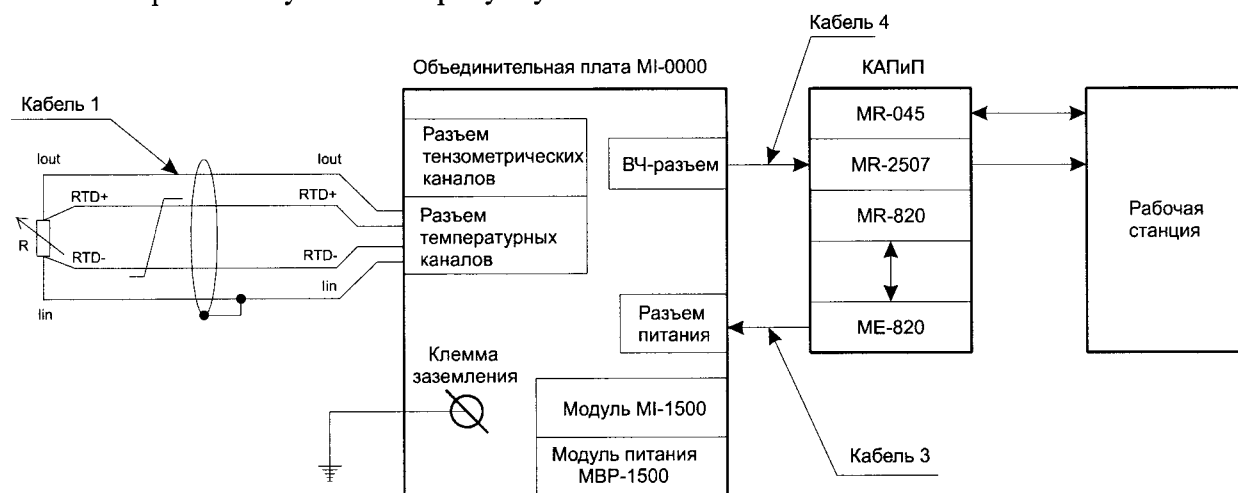 Кабель 4
Объединительная плата MI-0000
КАПиП
Кабель 1
MR-045
Разъем
тензометрических
каналов
ВЧ-разъем
MR-2507
Iout
Iout
RTD+
RTD+
MR-820
Рабочая
станция
Разъем
температурных
каналов
R
RTD-
RTD-
Iin
Iin
Разъем
питания
ME-820
Клемма
заземления
Модуль MI-1500
Модуль питания
МВР-1500
Кабель 3